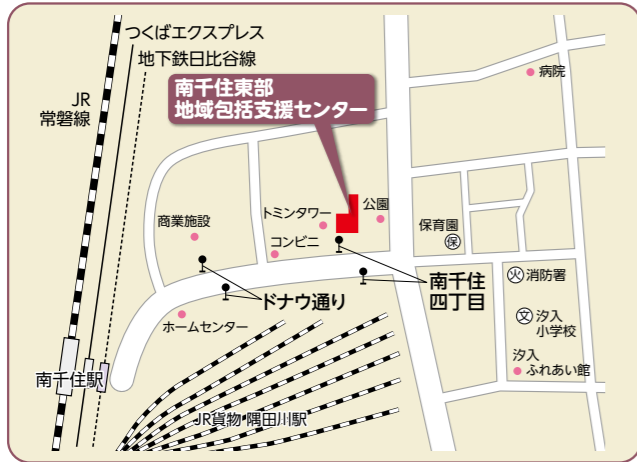 つくばエクスプレス
地下鉄日比谷線
JR
常磐線
南千住東部
地域包括支援センター
病院
商業施設
トミンタワー
公園
コンビニ
保育園
保
ドナウ通り
南千住
四丁目
火 消防署
文 汐入
小学校
ホームセンター
汐入
ふれあい館
南千住駅
JR貨物 隅田川駅